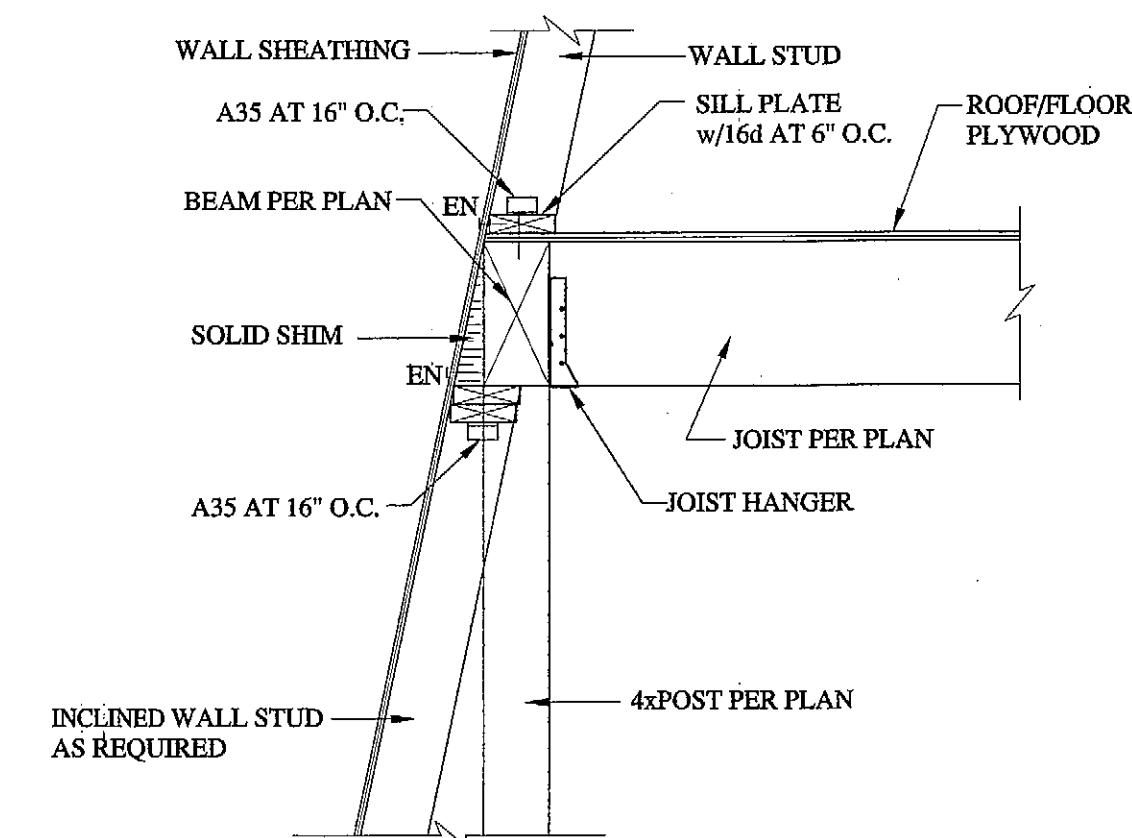 WALL SHEATHING
WALL STUD
A35 AT 16" O.C.
SILL PLATE
w/16d AT 6" O.C.
ROOF/FLOOR
PLYWOOD
BEAM PER PLAN
EN
SOLID SHIM
EN
JOIST PER PLAN
A35 AT 16" O.C.
JOIST HANGER
4xPOST PER PLAN
INCLINED WALL STUD
AS REQUIRED